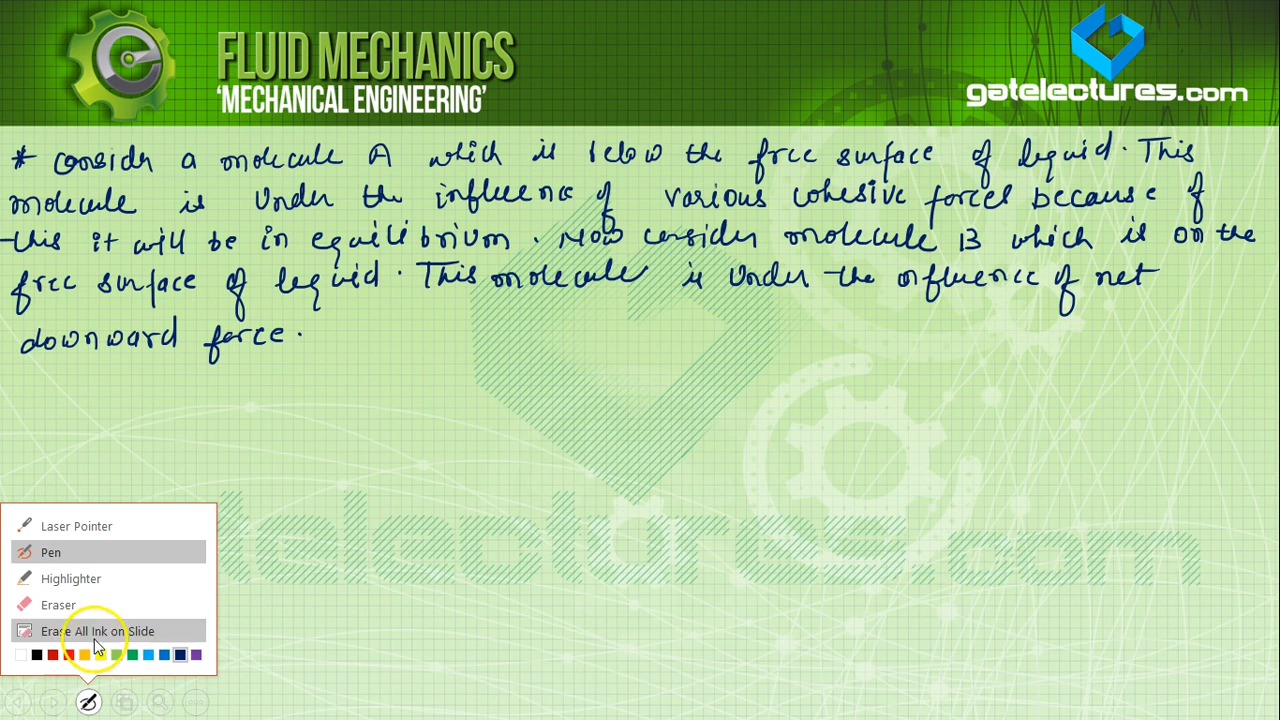 FLUID MECHANICS
'MECHANICAL ENGINEERING'
gatelectures.com
* Consider a molecule A which is below the free surface of liquid. This
molecule is under the influence of various cohesive forces because of
this it will be in equilibrium. Now consider molecule B which is on the
free surface of liquid. This molecule is under the influence of net
downward force.
gatelectures.com
Laser Pointer
Pen
Highlighter
Eraser
Erase All Ink on Slide